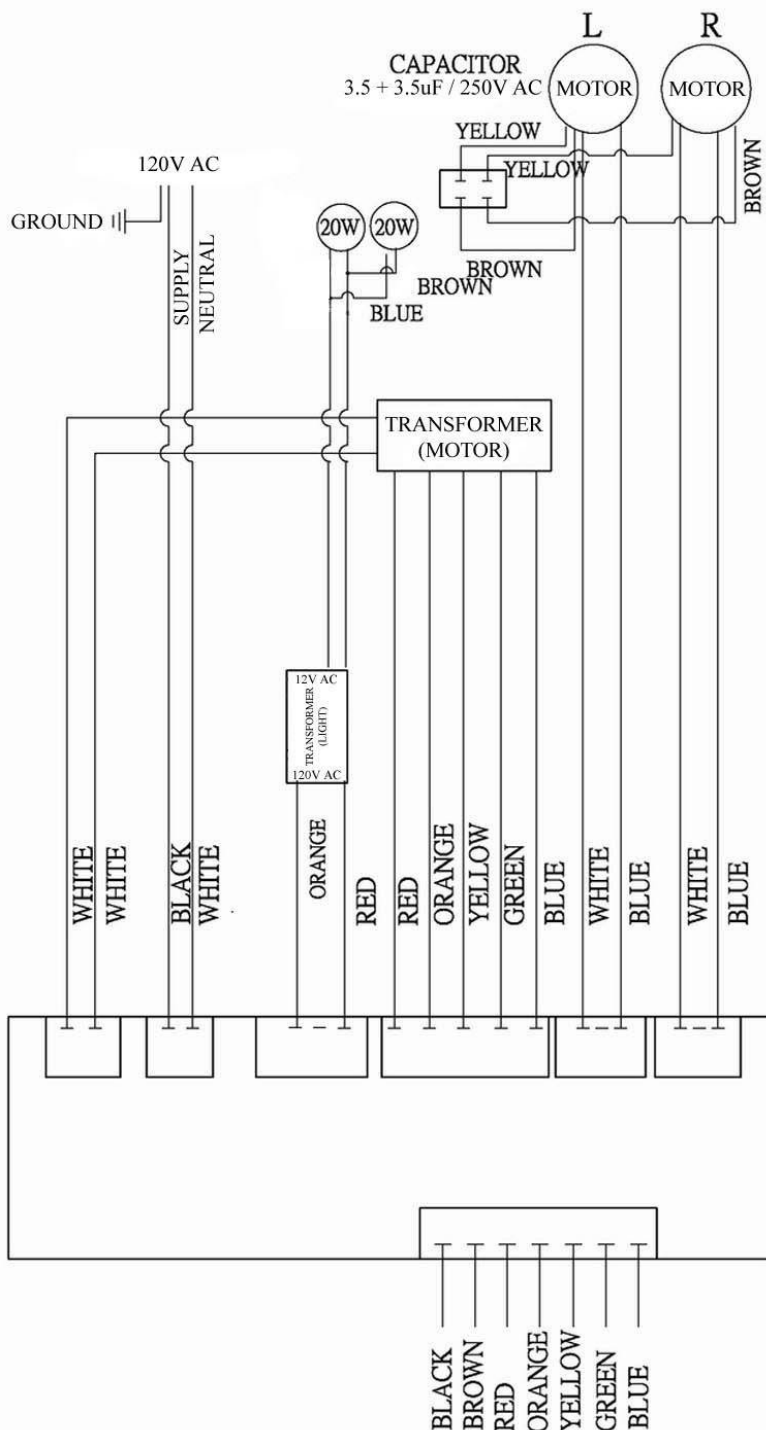 L
R
CAPACITOR
3.5 + 3.5uF / 250V AC
MOTOR
MOTOR
YELLOW
YELLOW
BROWN
120V AC
GROUND
20W
20W
SUPPLY
NEUTRAL
BROWN
BROWN
BROWN
BLUE
TRANSFORMER
(MOTOR)
12V AC
TRANSFORMER
(LIGHT)
120V AC
WHITE
WHITE
BLACK
WHITE
ORANGE
RED
RED
ORANGE
YELLOW
GREEN
BLUE
WHITE
BLUE
WHITE
BLUE
BLACK
BROWN
RED
ORANGE
YELLOW
GREEN
BLUE